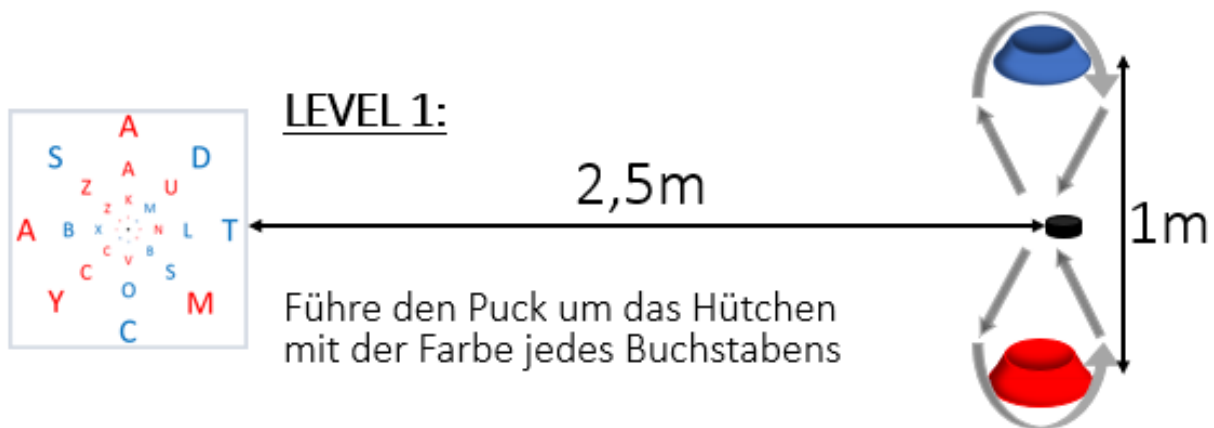 LEVEL 1:
A
S D
A
Z U
K
Z M
A B X N L T
C B
V
C S
O
Y M
C
2,5m
1m
Führe den Puck um das Hütchen
mit der Farbe jedes Buchstabens